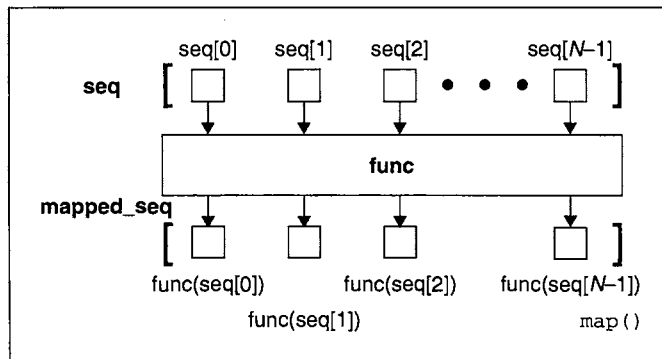 seq[0] seq[1] seq[2] seq[N–1]
seq [ ]
func
mapped_seq
[ ]
func(seq[0]) func(seq[2]) func(seq[N–1])
func(seq[1]) map()